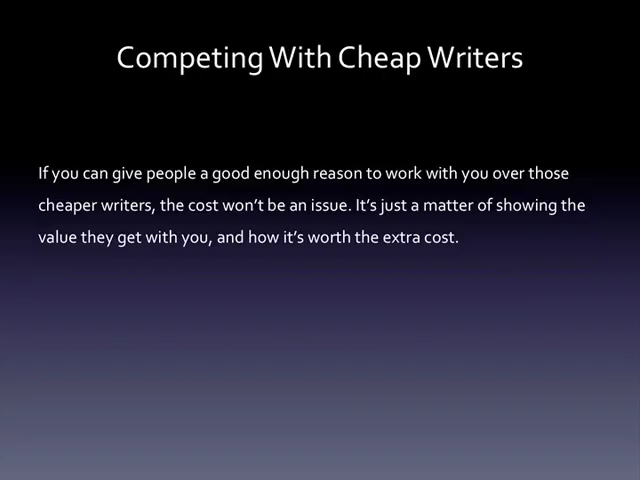 Competing With Cheap Writers
If you can give people a good enough reason to work with you over those
cheaper writers, the cost won’t be an issue. It’s just a matter of showing the
value they get with you, and how it’s worth the extra cost.